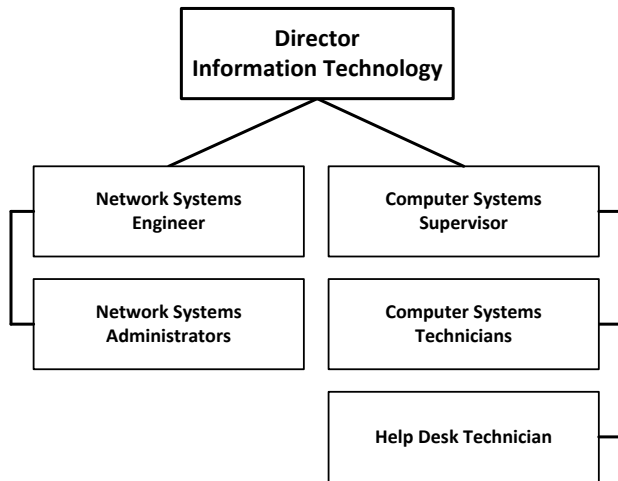 Director
Information Technology
Network Systems
Engineer
Computer Systems
Supervisor
Network Systems
Administrators
Computer Systems
Technicians
Help Desk Technician